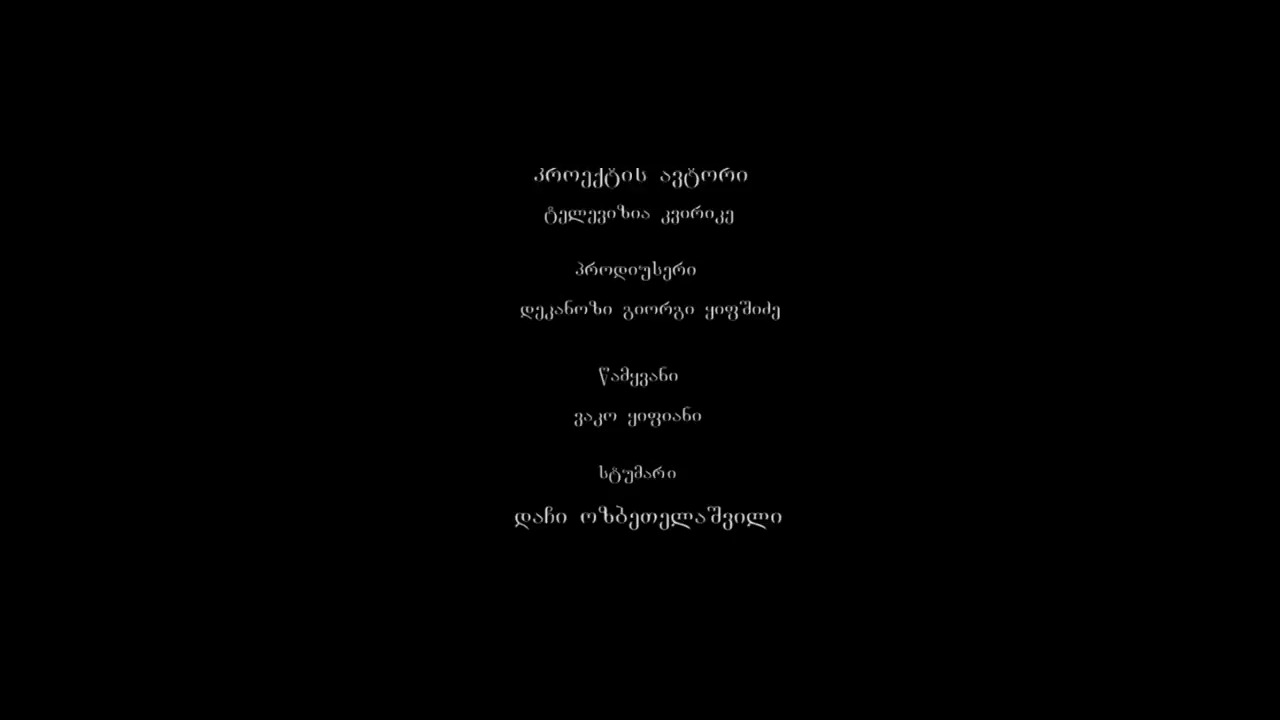 პროექტის ავტორი
ტელევიზია კვირიკე
პროდიუსერი
დეკანოზი გიორგი ყიფშიძე
წამყვანი
ვაკო ყიფიანი
სტუმარი
დაჩი ოზბეთელაშვილი